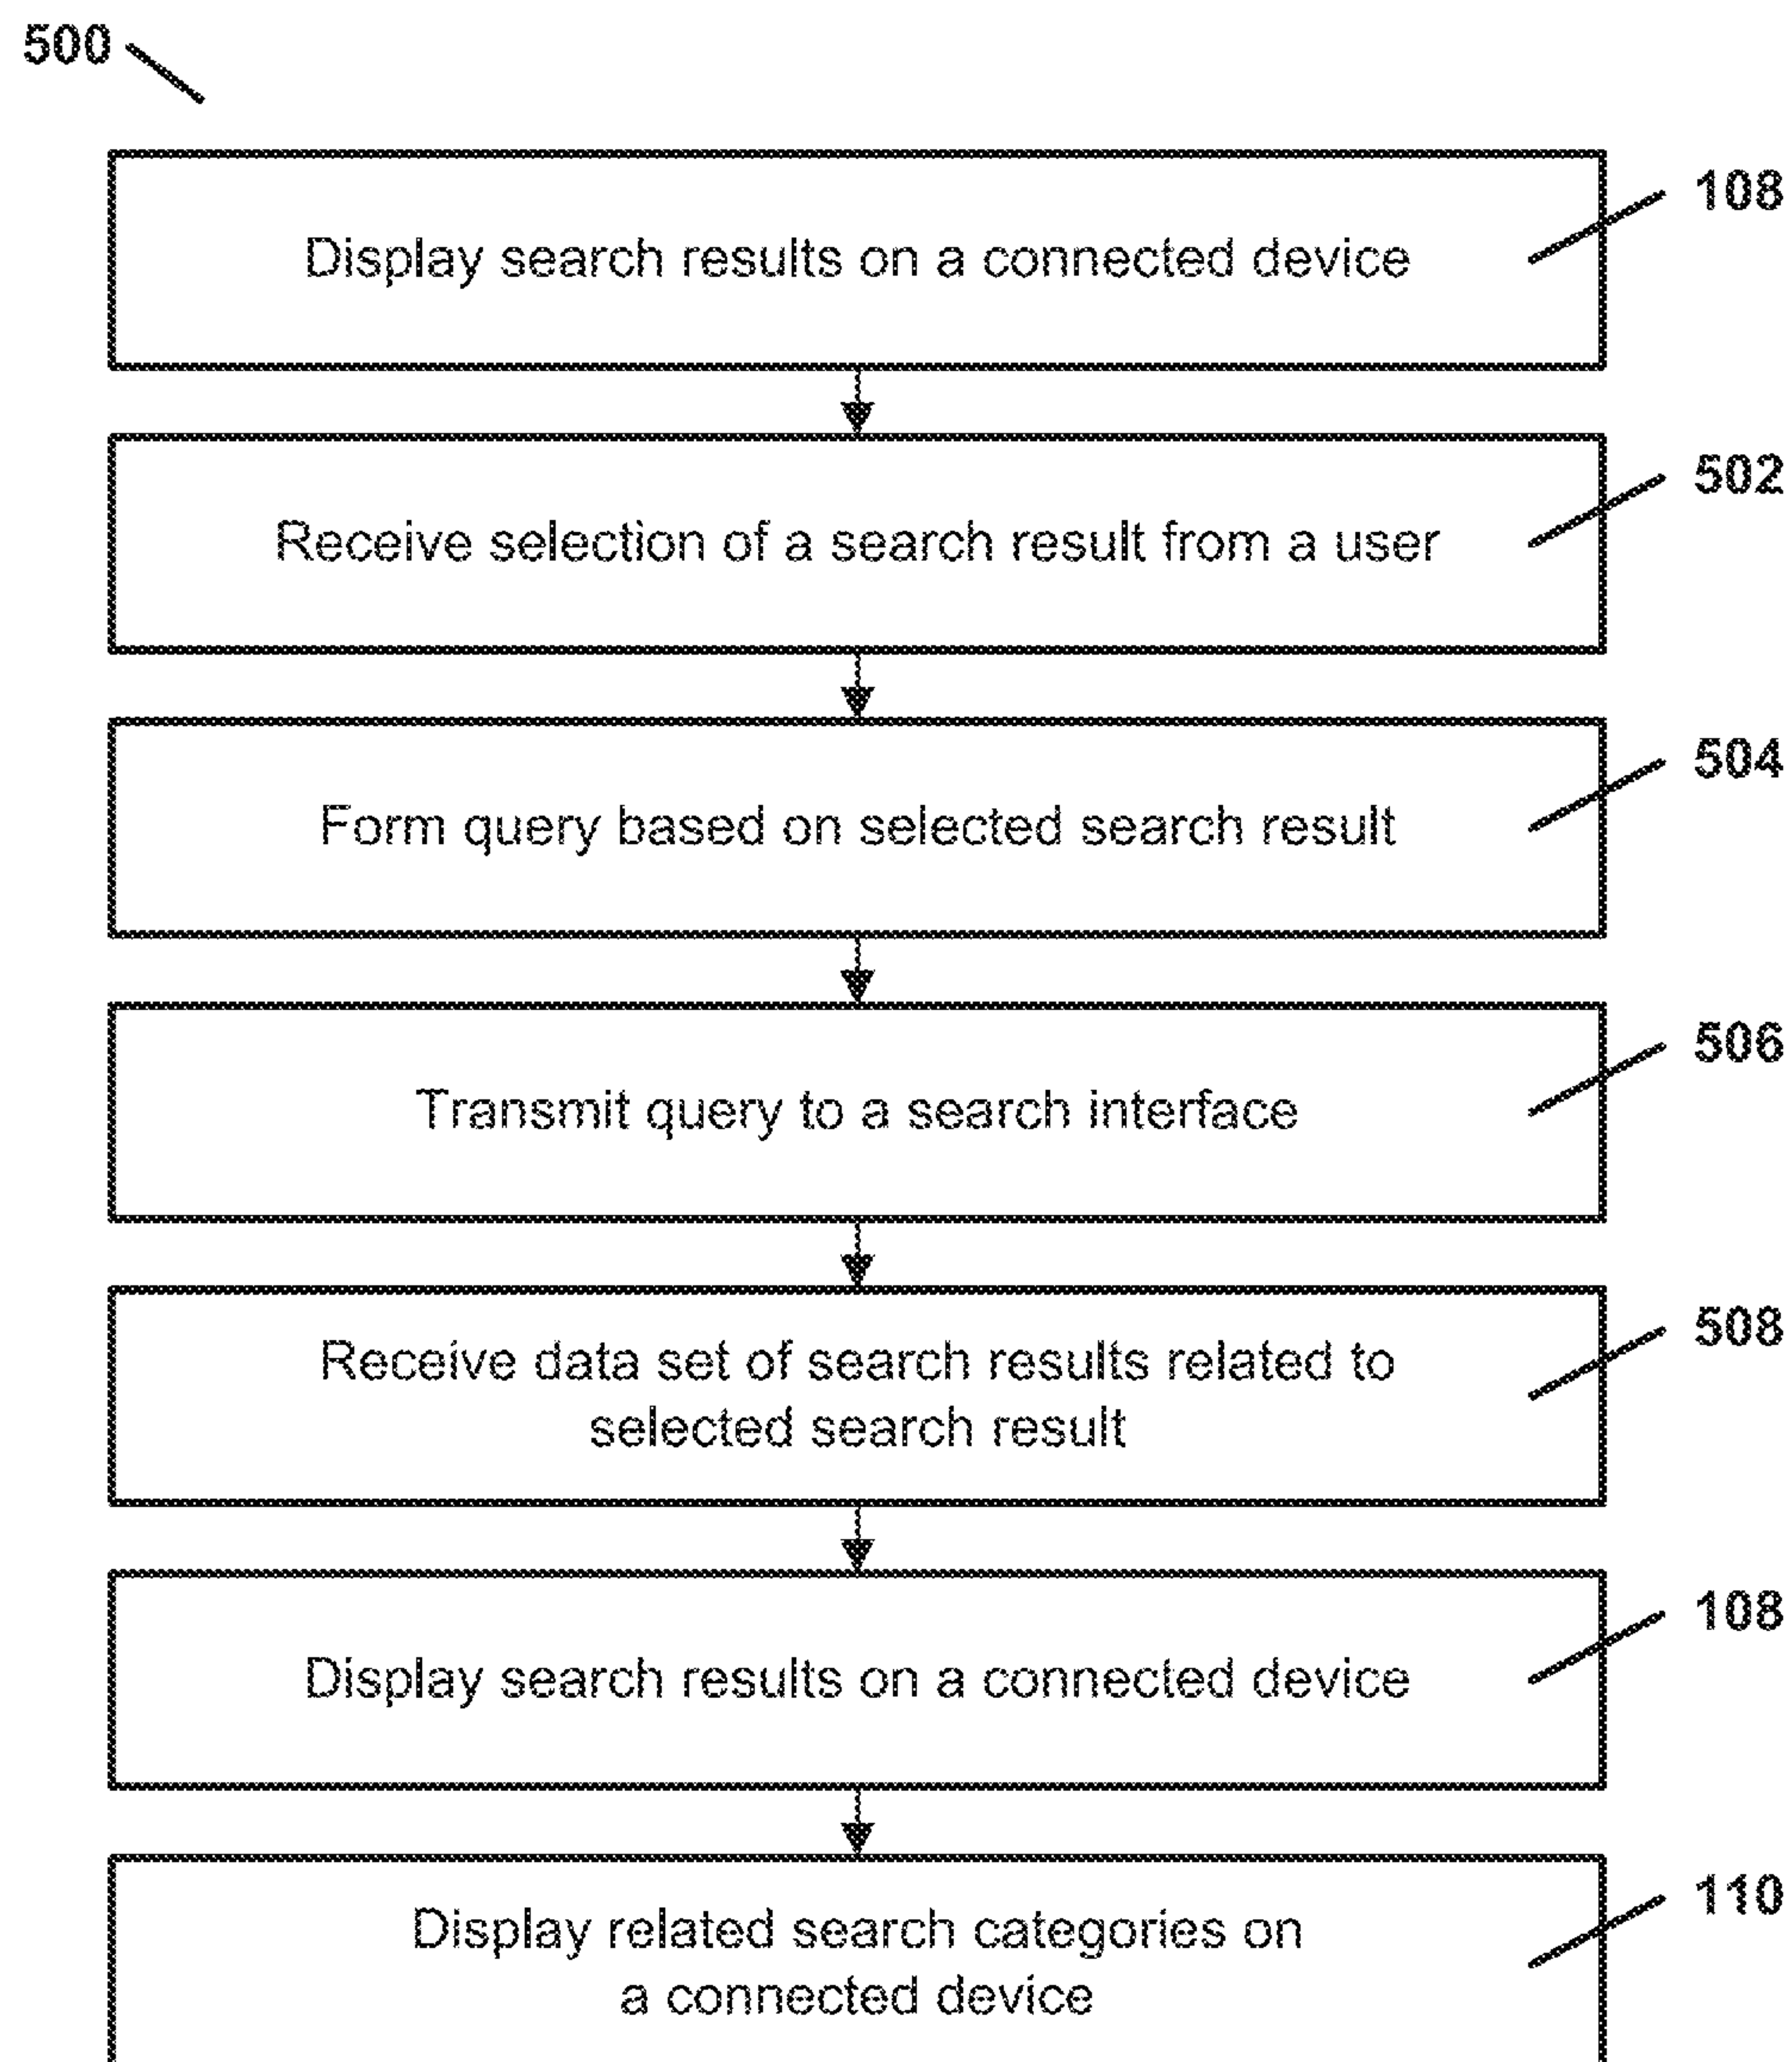 500
108
Display search results on a connected device
502
Receive selection of a search result from a user
504
Form query based on selected search result
506
Transmit query to a search interface
508
Receive data set of search results related to
selected search result
108
Display search results on a connected device
110
Display related search categories on
a connected device